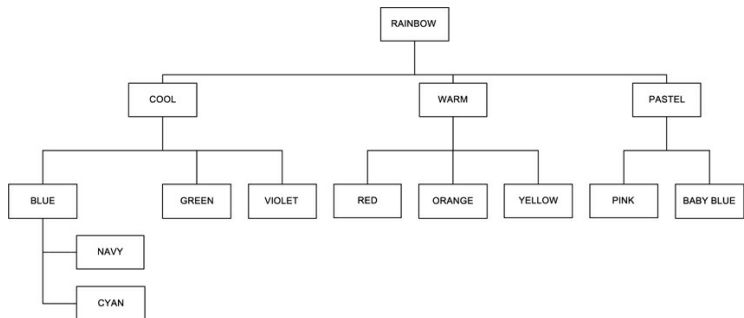 RAINBOW
COOL
WARM
PASTEL
BLUE
GREEN
VIOLET
RED
ORANGE
YELLOW
PINK
BABY BLUE
NAVY
CYAN